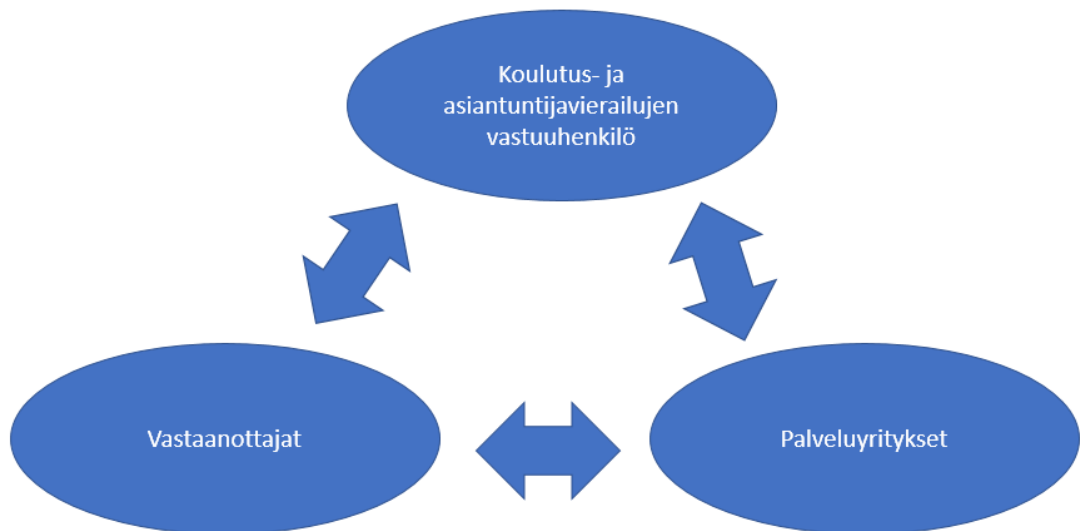 Koulutus- ja
asiantuntijavierailujen
vastuuhenkilö
Vastaanottajat
Palveluyritykset